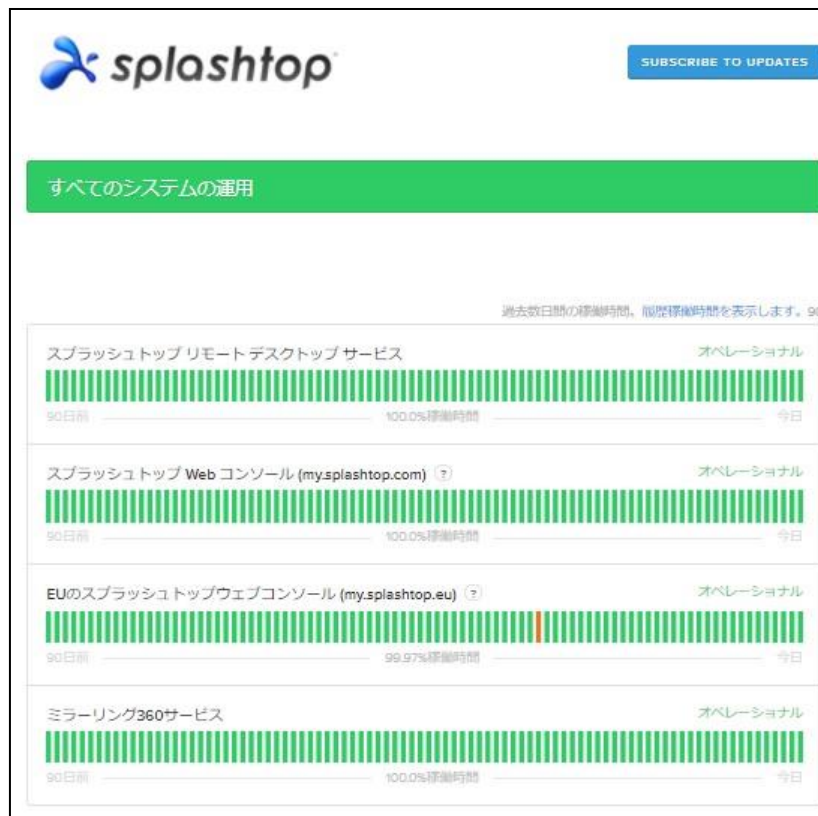 splashtop
SUBSCRIBE TO UPDATES
すべてのシステムの運用
過去数日間の稼働時間。履歴稼働時間を表示します。90
スプラッシュトップ リモート デスクトップ サービス オペレーショナル
90日前 100.0%稼働時間 今日
スプラッシュトップ Web コンソール (my.splashtop.com) ? オペレーショナル
90日前 100.0%稼働時間 今日
EUのスプラッシュトップウェブコンソール (my.splashtop.eu) ? オペレーショナル
90日前 99.97%稼働時間 今日
ミラーリング360サービス オペレーショナル
90日前 100.0%稼働時間 今日